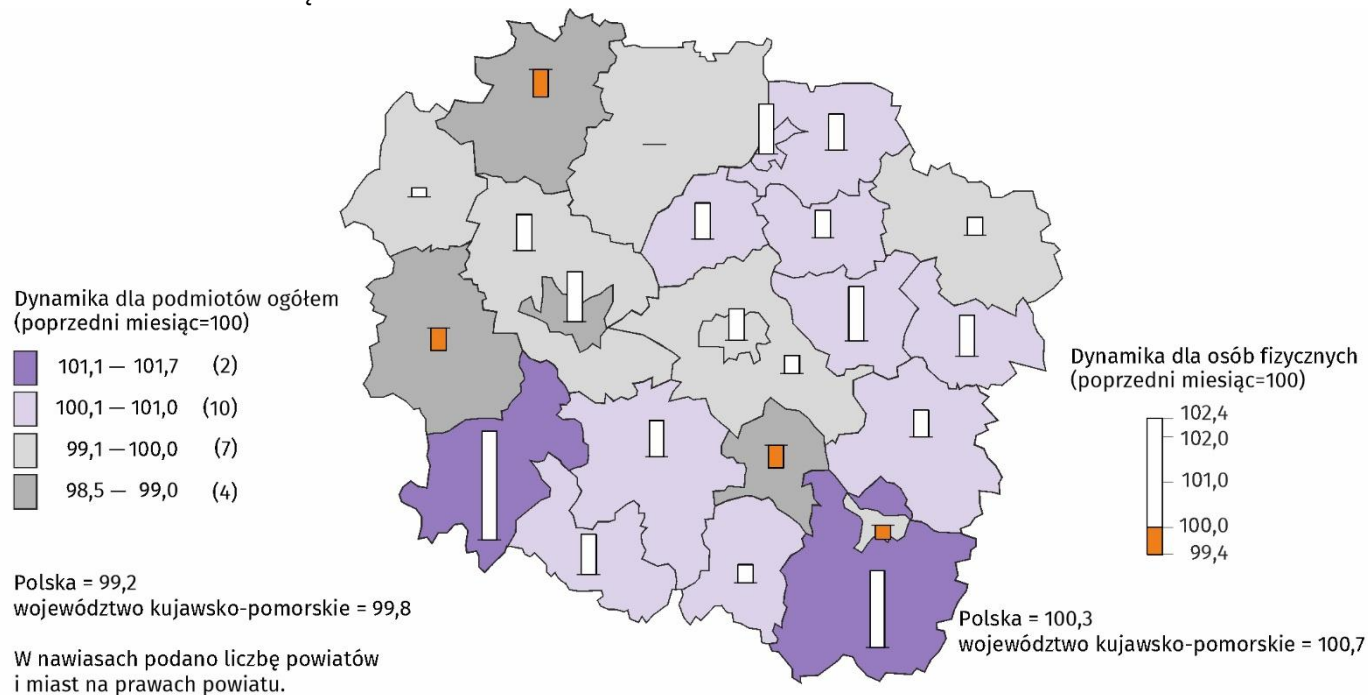 Dynamika dla podmiotów ogółem
(poprzedni miesiąc=100)
101,1 — 101,7 (2)
100,1 — 101,0 (10)
99,1 — 100,0 (7)
98,5 — 99,0 (4)
Polska = 99,2
województwo kujawsko-pomorskie = 99,8
W nawiasach podano liczbę powiatów
i miast na prawach powiatu.
Dynamika dla osób fizycznych
(poprzedni miesiąc=100)
102,4
102,0
101,0
100,0
99,4
Polska = 100,3
województwo kujawsko-pomorskie = 100,7